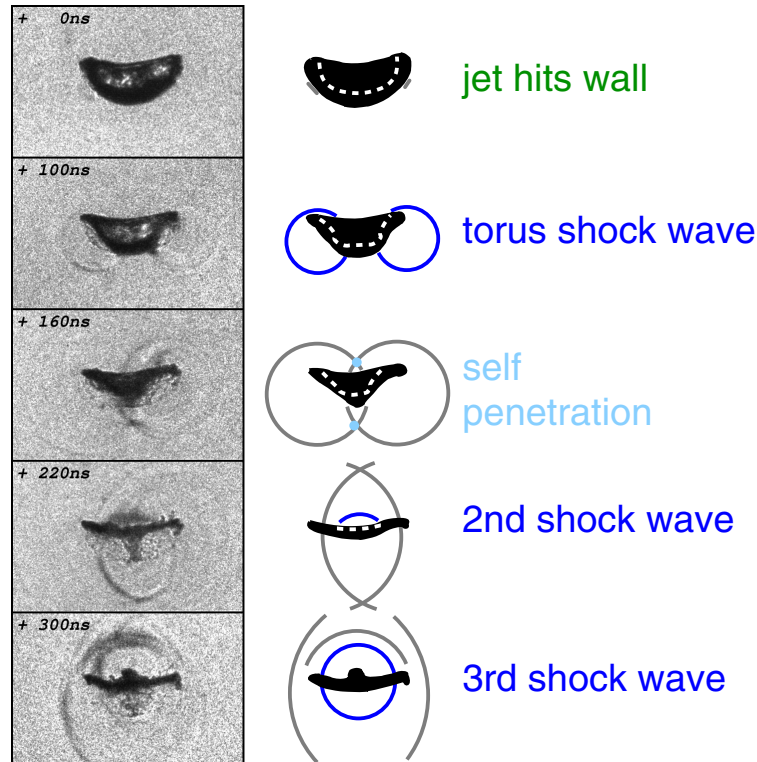 + 0ns
jet hits wall
+ 100ns
torus shock wave
+ 160ns
self
penetration
+ 220ns
2nd shock wave
+ 300ns
3rd shock wave